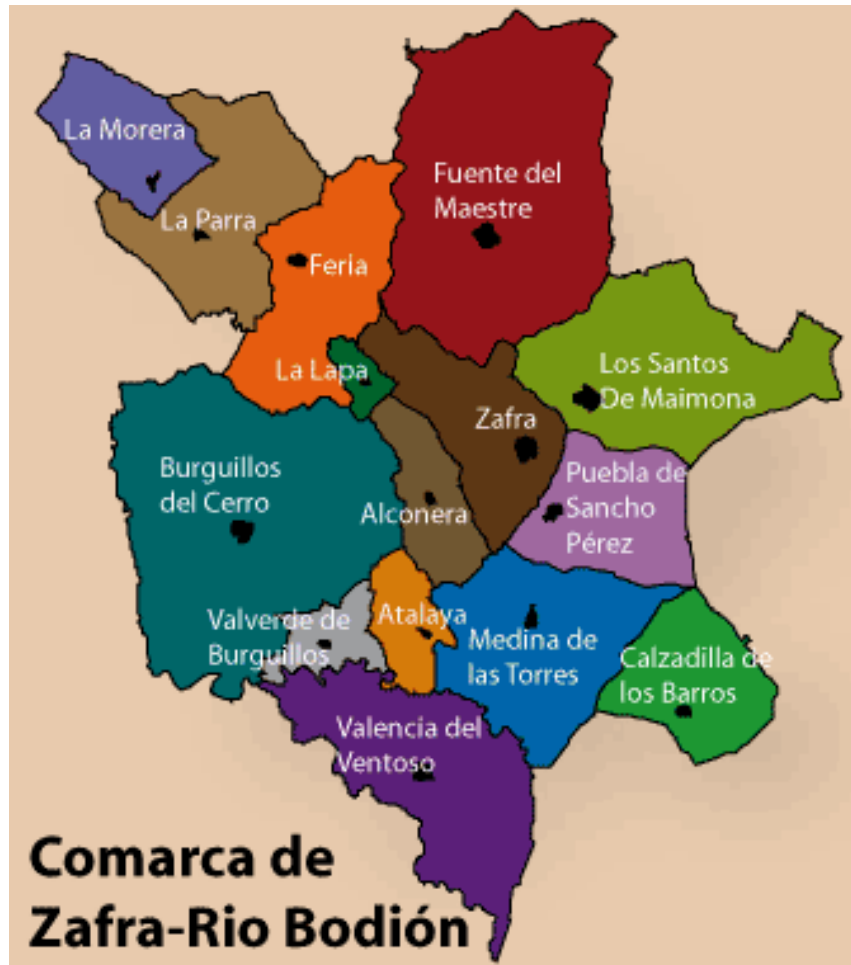 La Morera
Fuente del
Maestre
La Parra
Feria
La Lapa
Los Santos
De Maimona
Zafra
Burguillos
del Cerro
Puebla de
Sancho
Pérez
Alconera
Valverde de
Burguillos
Atalaya
Medina de
las Torres
Calzadilla de
los Barros
Valencia del
Ventoso
Comarca de
Zafra-Rio Bodión